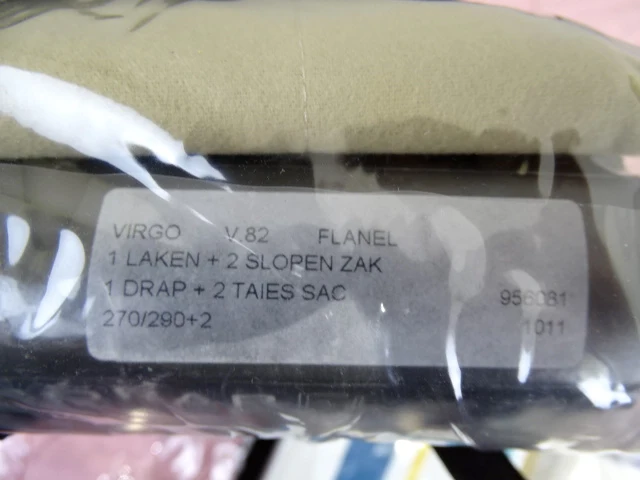 VIRGO V.82 FLANEL
1 LAKEN + 2 SLOPEN ZAK
1 DRAP + 2 TAIES SAC 956081
270/290+2 1011